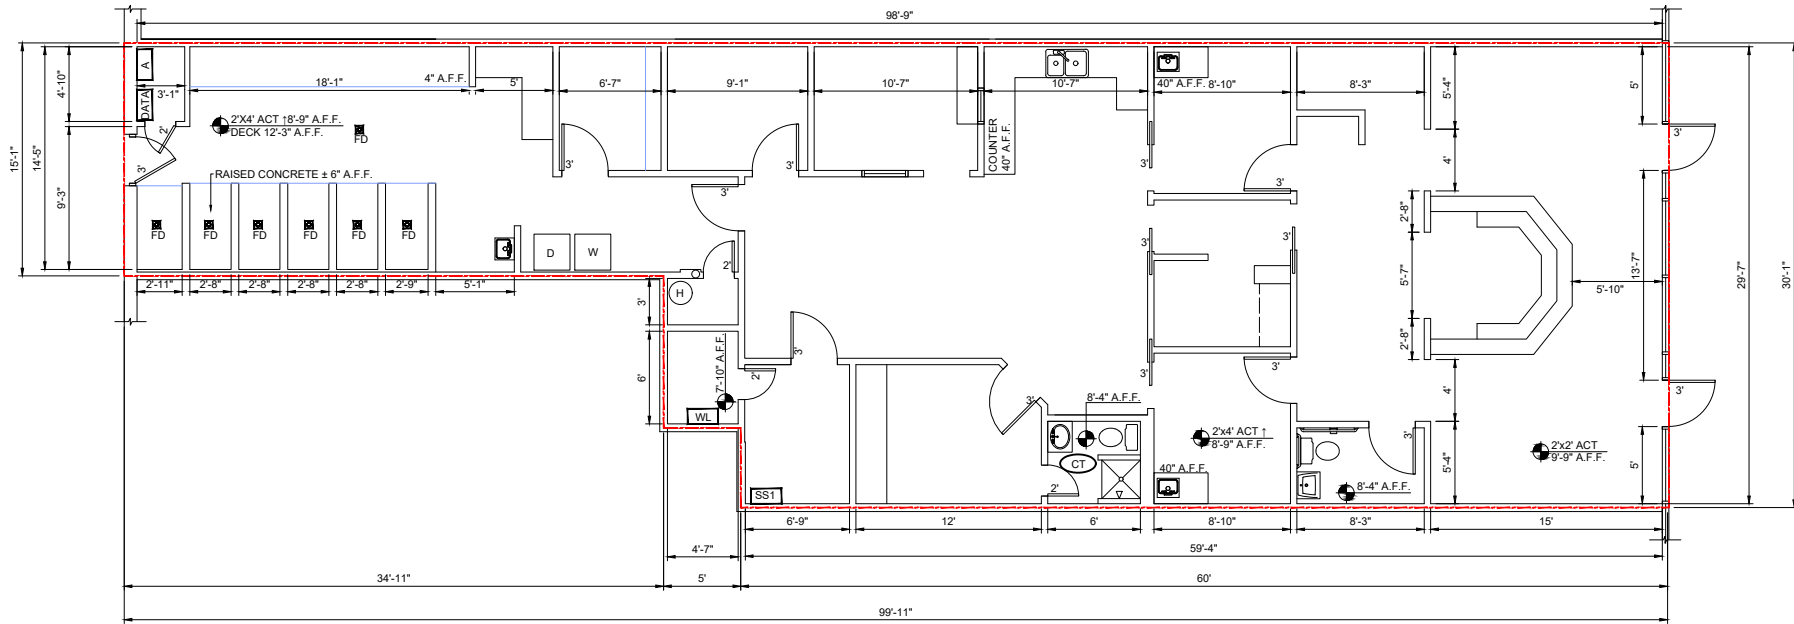 98'-9"
18'-1"
4" A.F.F.
5'
6'-7"
9'-1"
10'-7"
10'-7"
40" A.F.F.
8'-10"
8'-3"
5'-4"
5'
A
DATA
3'-1"
4'-10"
15'-1"
14'-5"
9'-3"
2'
3'
2'X4' ACT ↑8'-9" A.F.F.
DECK 12'-3" A.F.F.
FD
COUNTER
40" A.F.F.
3'
3'
3'
3'
3'
4'
3'
RAISED CONCRETE ± 6" A.F.F.
FD
FD
FD
FD
FD
FD
D
W
2'
3'
3'
2'-8"
5'-7"
2'-8"
13'-7"
5'-10"
29'-7"
30'-1"
2'-11"
2'-8"
2'-8"
2'-8"
2'-8"
2'-9"
5'-1"
3'
H
6'
7'-10" A.F.F.
WL
2'
3'
3'
3'
3'
4'
3'
8'-4" A.F.F.
2'x4' ACT ↑
8'-9" A.F.F.
3'
5'-4"
2'x2' ACT
9'-9" A.F.F.
5'
CT
2'
40" A.F.F.
8'-4" A.F.F.
SS1
6'-9"
12'
6'
8'-10"
8'-3"
15'
4'-7"
59'-4"
34'-11"
5'
60'
99'-11"